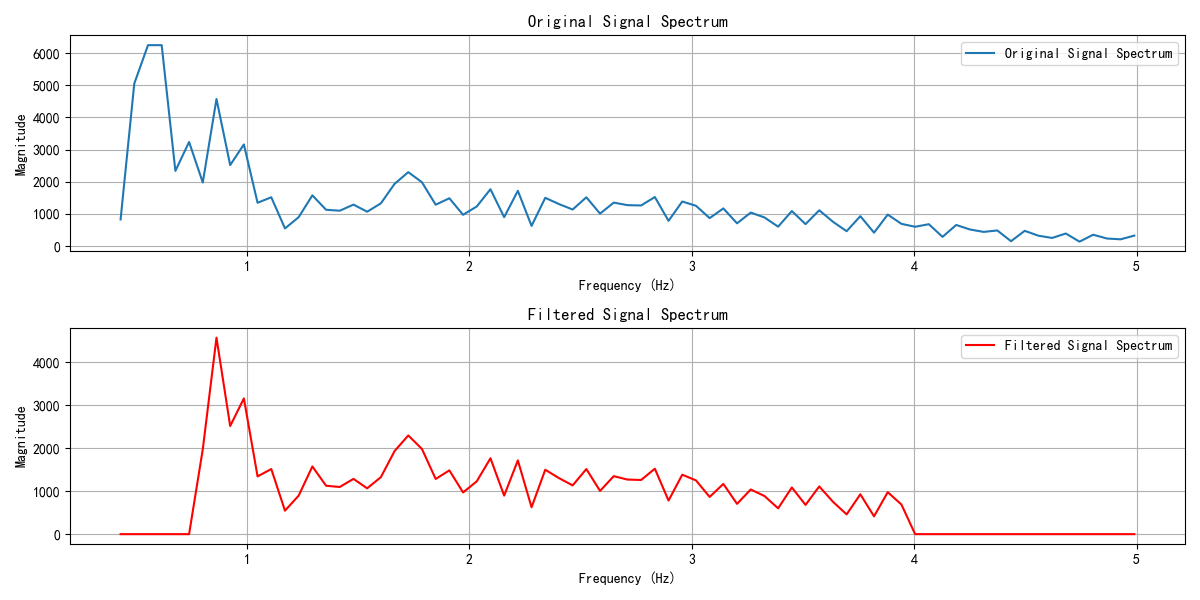 Original Signal Spectrum
Original Signal Spectrum
6000
5000
4000
3000
2000
1000
0
Magnitude
1 2 3 4 5
Frequency (Hz)
Filtered Signal Spectrum
Filtered Signal Spectrum
4000
3000
2000
1000
0
Magnitude
1 2 3 4 5
Frequency (Hz)